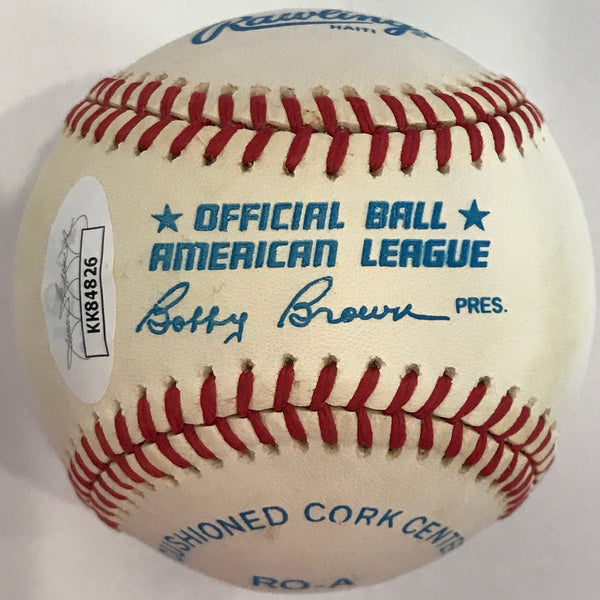 Rawlings
HAITI
★ OFFICIAL BALL ★
AMERICAN LEAGUE
Bobby Brown PRES.
KK84826
CUSHIONED CORK CENTER
RO-A